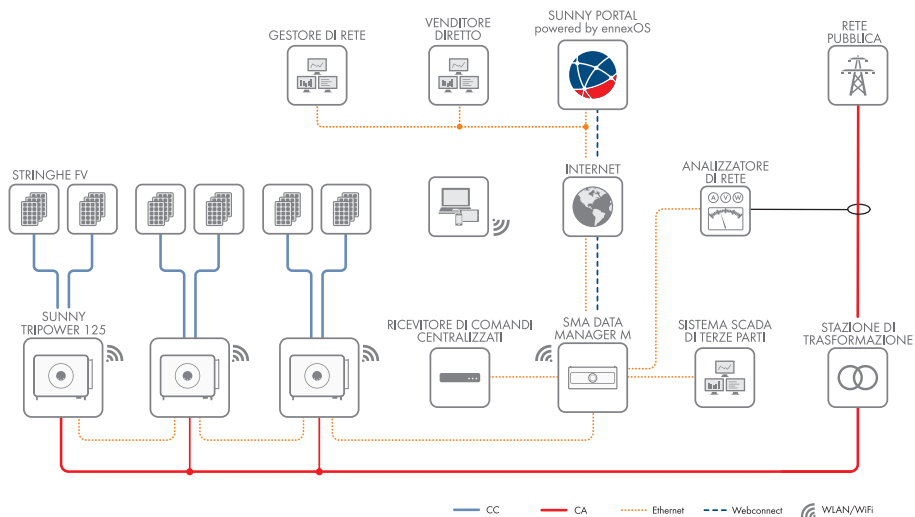 GESTORE DI RETE
VENDITORE
DIRETTO
SUNNY PORTAL
powered by ennexOS
RETE
PUBBLICA
STRINGHE FV
INTERNET
ANALIZZATORE
DI RETE
A V W
SUNNY
TRIPOWER 125
RICEVITORE DI COMANDI
CENTRALIZZATI
SMA DATA
MANAGER M
SISTEMA SCADA
DI TERZE PARTI
STAZIONE DI
TRASFORMAZIONE
CC
CA
Ethernet
Webconnect
WLAN/WiFi